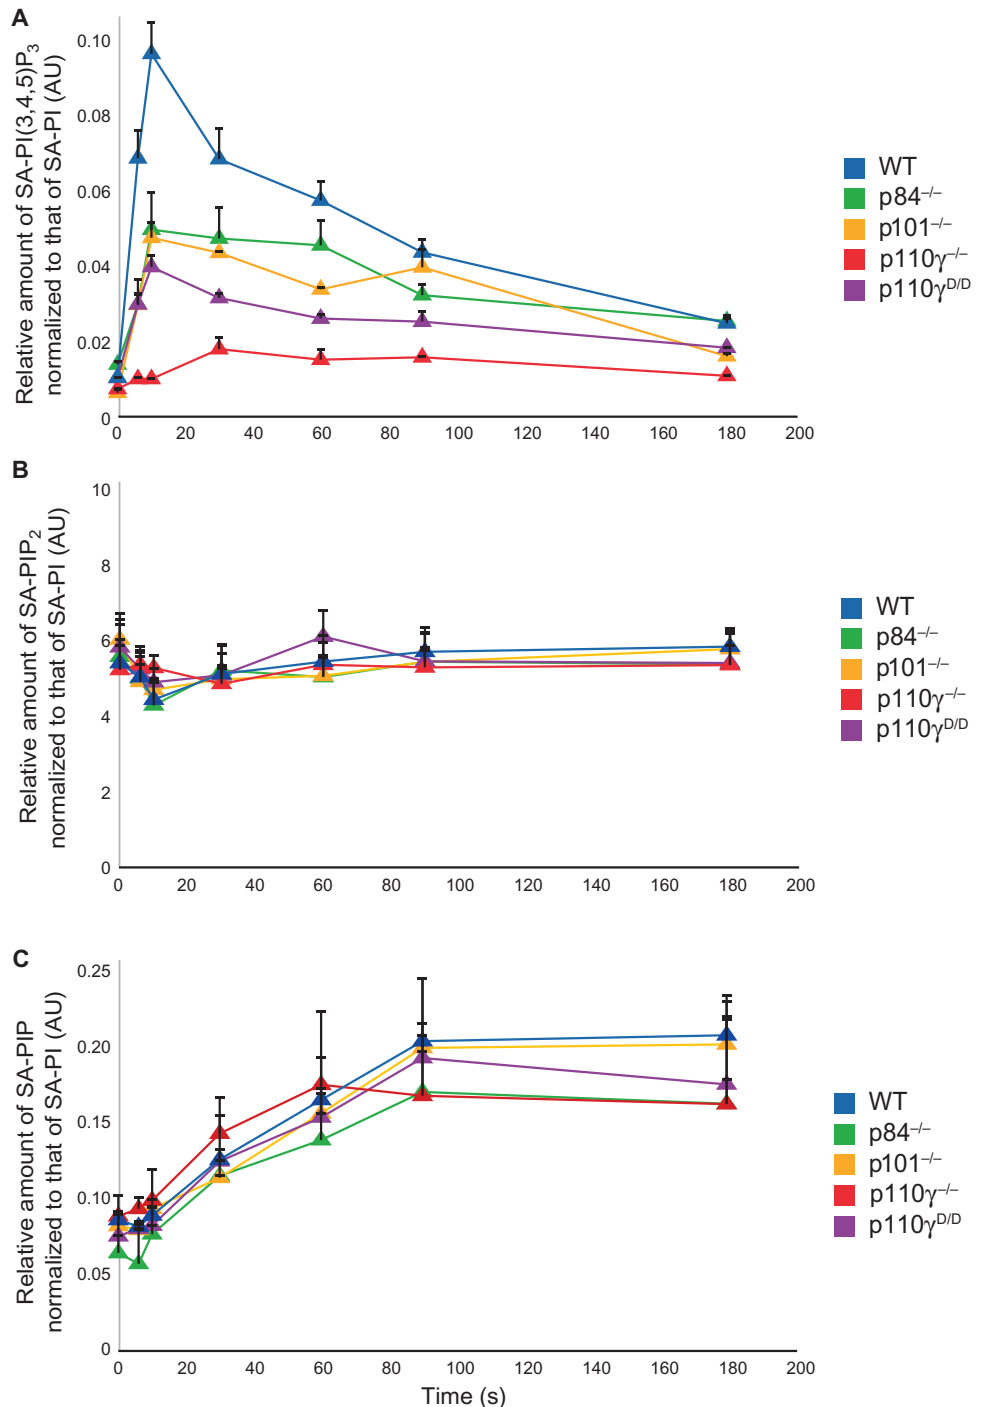 A
Relative amount of SA-PI(3,4,5)P3
normalized to that of SA-PI (AU)
0.10
0.08
0.06
0.04
0.02
0
0 20 40 60 80 100 120 140 160 180 200
WT
p84–/–
p101–/–
p110γ–/–
p110γD/D
B
Relative amount of SA-PIP2
normalized to that of SA-PI (AU)
10
8
6
4
2
0
0 20 40 60 80 100 120 140 160 180 200
WT
p84–/–
p101–/–
p110γ–/–
p110γD/D
C
Relative amount of SA-PIP
normalized to that of SA-PI (AU)
0.25
0.20
0.15
0.10
0.05
0
0 20 40 60 80 100 120 140 160 180 200
Time (s)
WT
p84–/–
p101–/–
p110γ–/–
p110γD/D